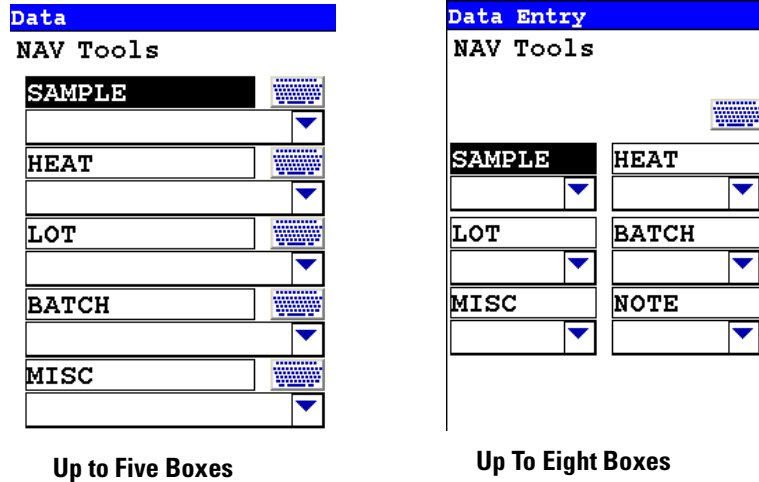 Data
NAV Tools
SAMPLE
HEAT
LOT
BATCH
MISC
Up to Five Boxes
Data Entry
NAV Tools
SAMPLE HEAT
LOT BATCH
MISC NOTE
Up To Eight Boxes